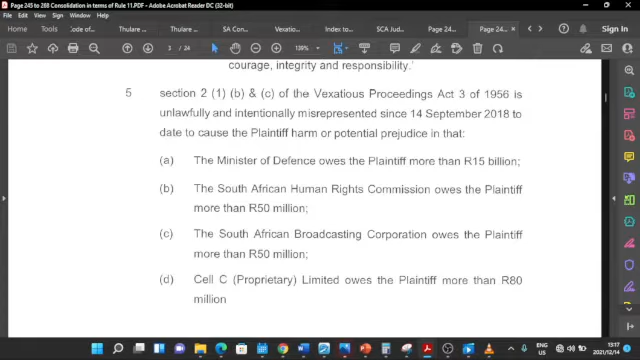 Page 245 to 288 Consolidation in terms of Rule 11.PDF - Adobe Acrobat Reader DC (32-bit)
File Edit View Sign Window Help
Home Tools
ode of... Thulare ... Thulare ... SA Con... Vexatio... Index to... SCA Jud... Page 24... Page 24... Sign In
3 / 24 139%
courage, integrity and responsibility.'
5 section 2 (1) (b) & (c) of the Vexatious Proceedings Act 3 of 1956 is
unlawfully and intentionally misrepresented since 14 September 2018 to
date to cause the Plaintiff harm or potential prejudice in that:
(a) The Minister of Defence owes the Plaintiff more than R15 billion;
(b) The South African Human Rights Commission owes the Plaintiff
more than R50 million;
(c) The South African Broadcasting Corporation owes the Plaintiff
more than R50 million;
(d) Cell C (Proprietary) Limited owes the Plaintiff more than R80
million
ENG
US
13:17
2021/12/14